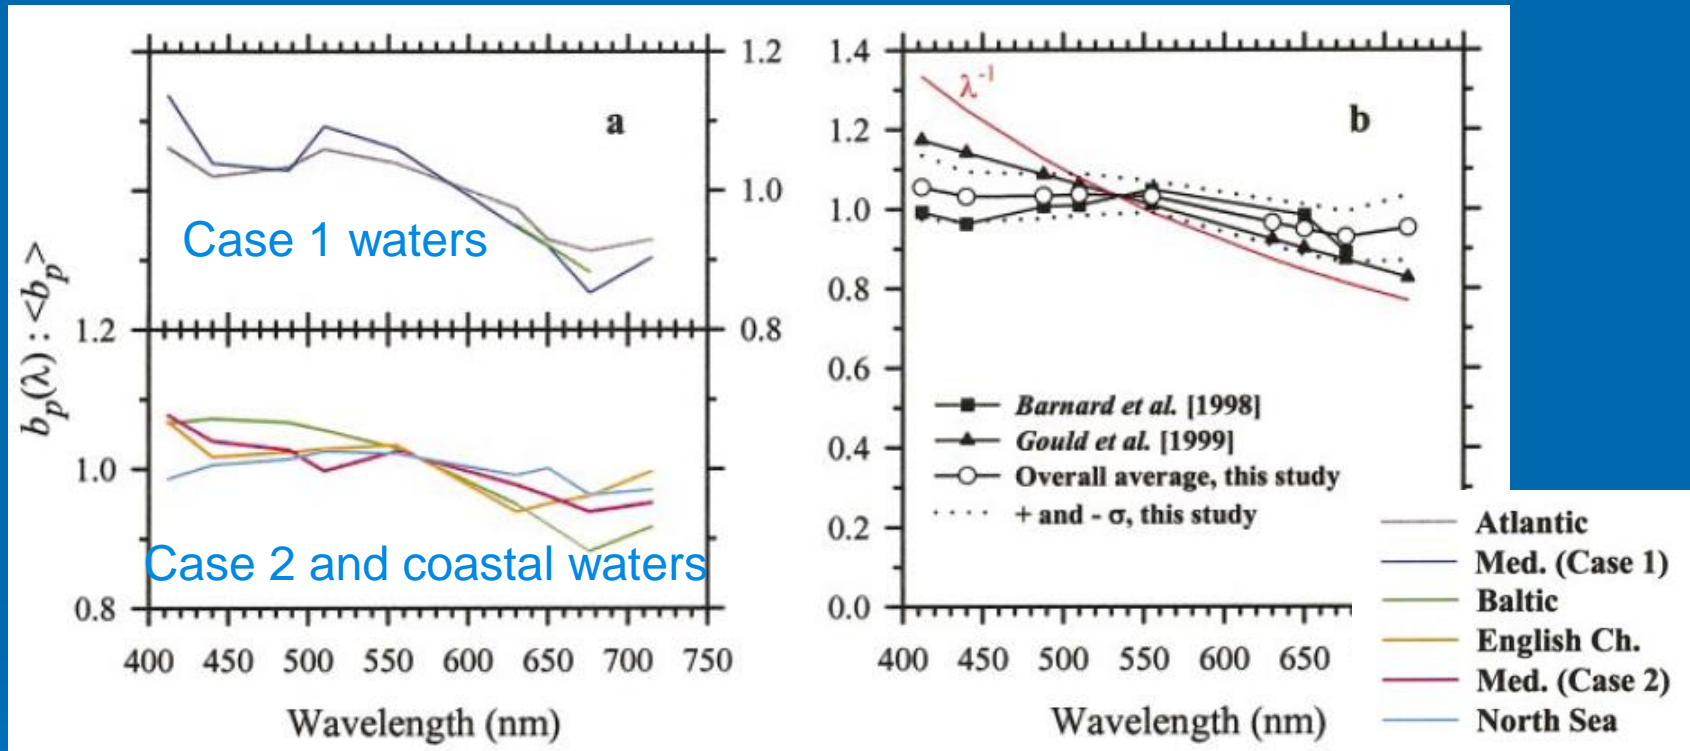 1.2
a
1.0
Case 1 waters
0.8
1.2
1.0
Case 2 and coastal waters
0.8
400 450 500 550 600 650 700 750
Wavelength (nm)
b_p(λ) : <b_p>
1.4
λ⁻¹
b
1.2
1.0
0.8
0.6
Barnard et al. [1998]
Gould et al. [1999]
0.4
Overall average, this study
+ and - σ, this study
0.2
0.0
400 450 500 550 600 650
Wavelength (nm)
Atlantic
Med. (Case 1)
Baltic
English Ch.
Med. (Case 2)
North Sea